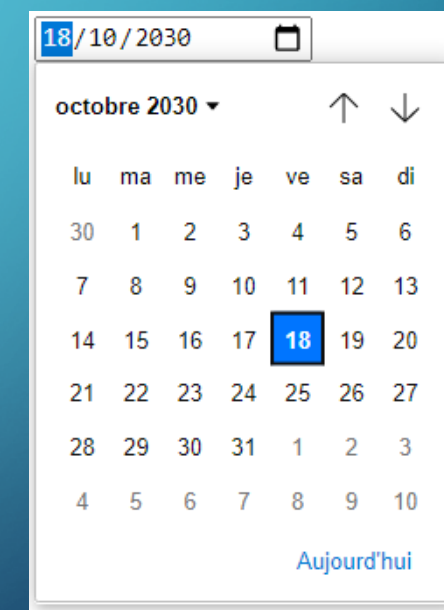 18/10/2030
octobre 2030
lu ma me je ve sa di
30 1 2 3 4 5 6
7 8 9 10 11 12 13
14 15 16 17 18 19 20
21 22 23 24 25 26 27
28 29 30 31 1 2 3
4 5 6 7 8 9 10
Aujourd'hui